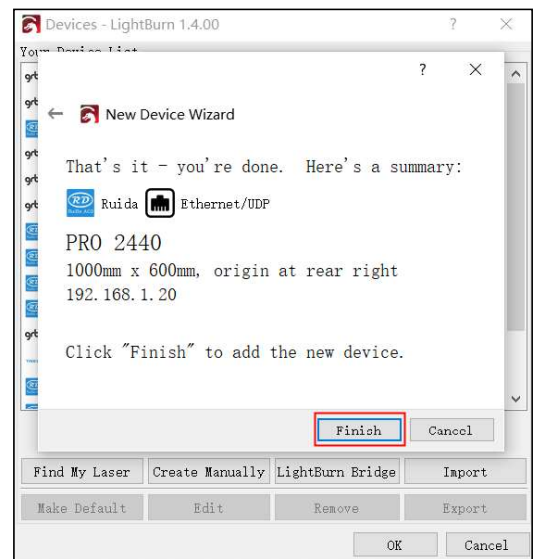 Devices - LightBurn 1.4.00
New Device Wizard
That's it - you're done. Here's a summary:
Ruida Ethernet/UDP
PRO 2440
1000mm x 600mm, origin at rear right
192.168.1.20
Click "Finish" to add the new device.
Finish Cancel
Find My Laser Create Manually LightBurn Bridge Import
Make Default Edit Remove Export
OK Cancel